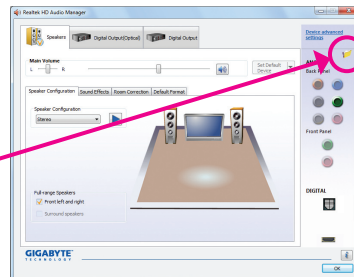 Realtek HD Audio Manager
Speakers
Digital Output(Optical)
Digital Output
Device advanced
settings
Main Volume
L
R
Set Default
Device
AN
Back Panel
Speaker Configuration
Sound Effects
Room Correction
Default Format
Speaker Configuration
Stereo
Front Panel
Full-range Speakers
Front left and right
Surround speakers
DIGITAL
GIGABYTE
TECHNOLOGY
i
OK